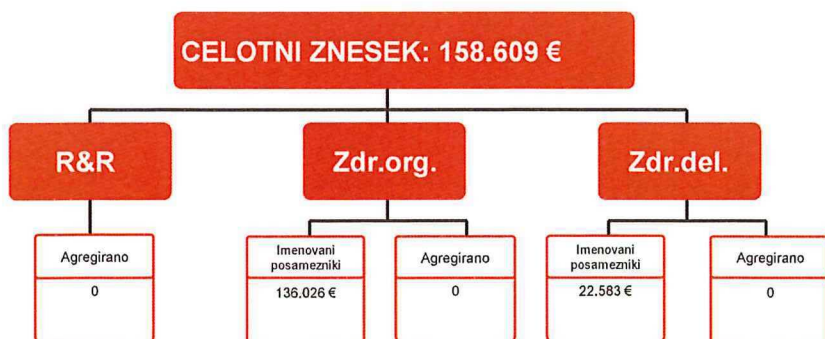 CELOTNI ZNESEK: 158.609 €
R&R
Zdr.org.
Zdr.del.
Agregirano
0
Imenovani
posamezniki
136.026 €
Agregirano
0
Imenovani
posamezniki
22.583 €
Agregirano
0